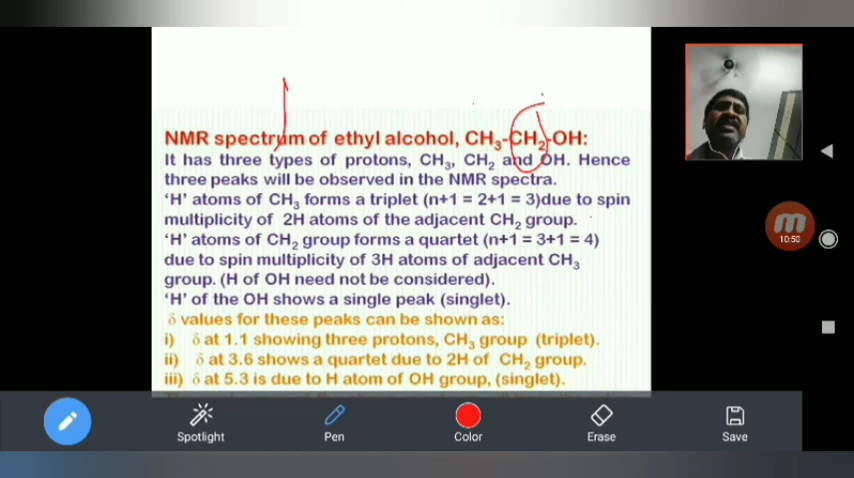 NMR spectrum of ethyl alcohol, CH₃-CH₂-OH:
It has three types of protons, CH₃, CH₂ and OH. Hence
three peaks will be observed in the NMR spectra.
‘H’ atoms of CH₃ forms a triplet (n+1 = 2+1 = 3)due to spin
multiplicity of 2H atoms of the adjacent CH₂ group.
‘H’ atoms of CH₂ group forms a quartet (n+1 = 3+1 = 4)
due to spin multiplicity of 3H atoms of adjacent CH₃
group. (H of OH need not be considered).
‘H’ of the OH shows a single peak (singlet).
δ values for these peaks can be shown as:
i) δ at 1.1 showing three protons, CH₃ group (triplet).
ii) δ at 3.6 shows a quartet due to 2H of CH₂ group.
iii) δ at 5.3 is due to H atom of OH group, (singlet).
10:50
Spotlight
Pen
Color
Erase
Save